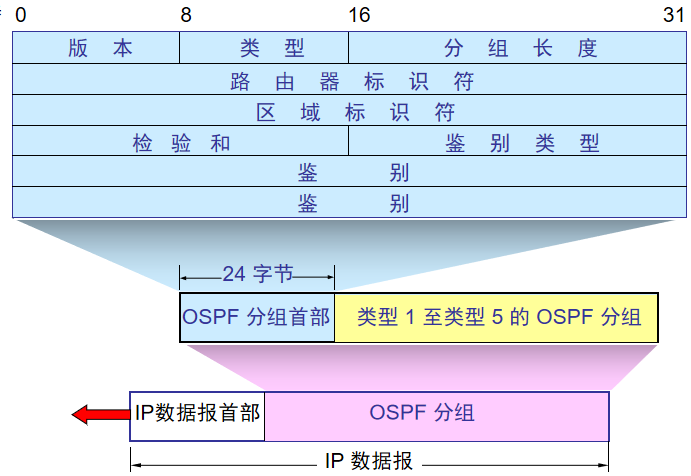 0 8 16 31
版 本 类 型 分 组 长 度
路 由 器 标 识 符
区 域 标 识 符
检 验 和 鉴 别 类 型
鉴 别
鉴 别
24 字节
OSPF 分组首部 类型 1 至类型 5 的 OSPF 分组
IP数据报首部 OSPF 分组
IP 数据报